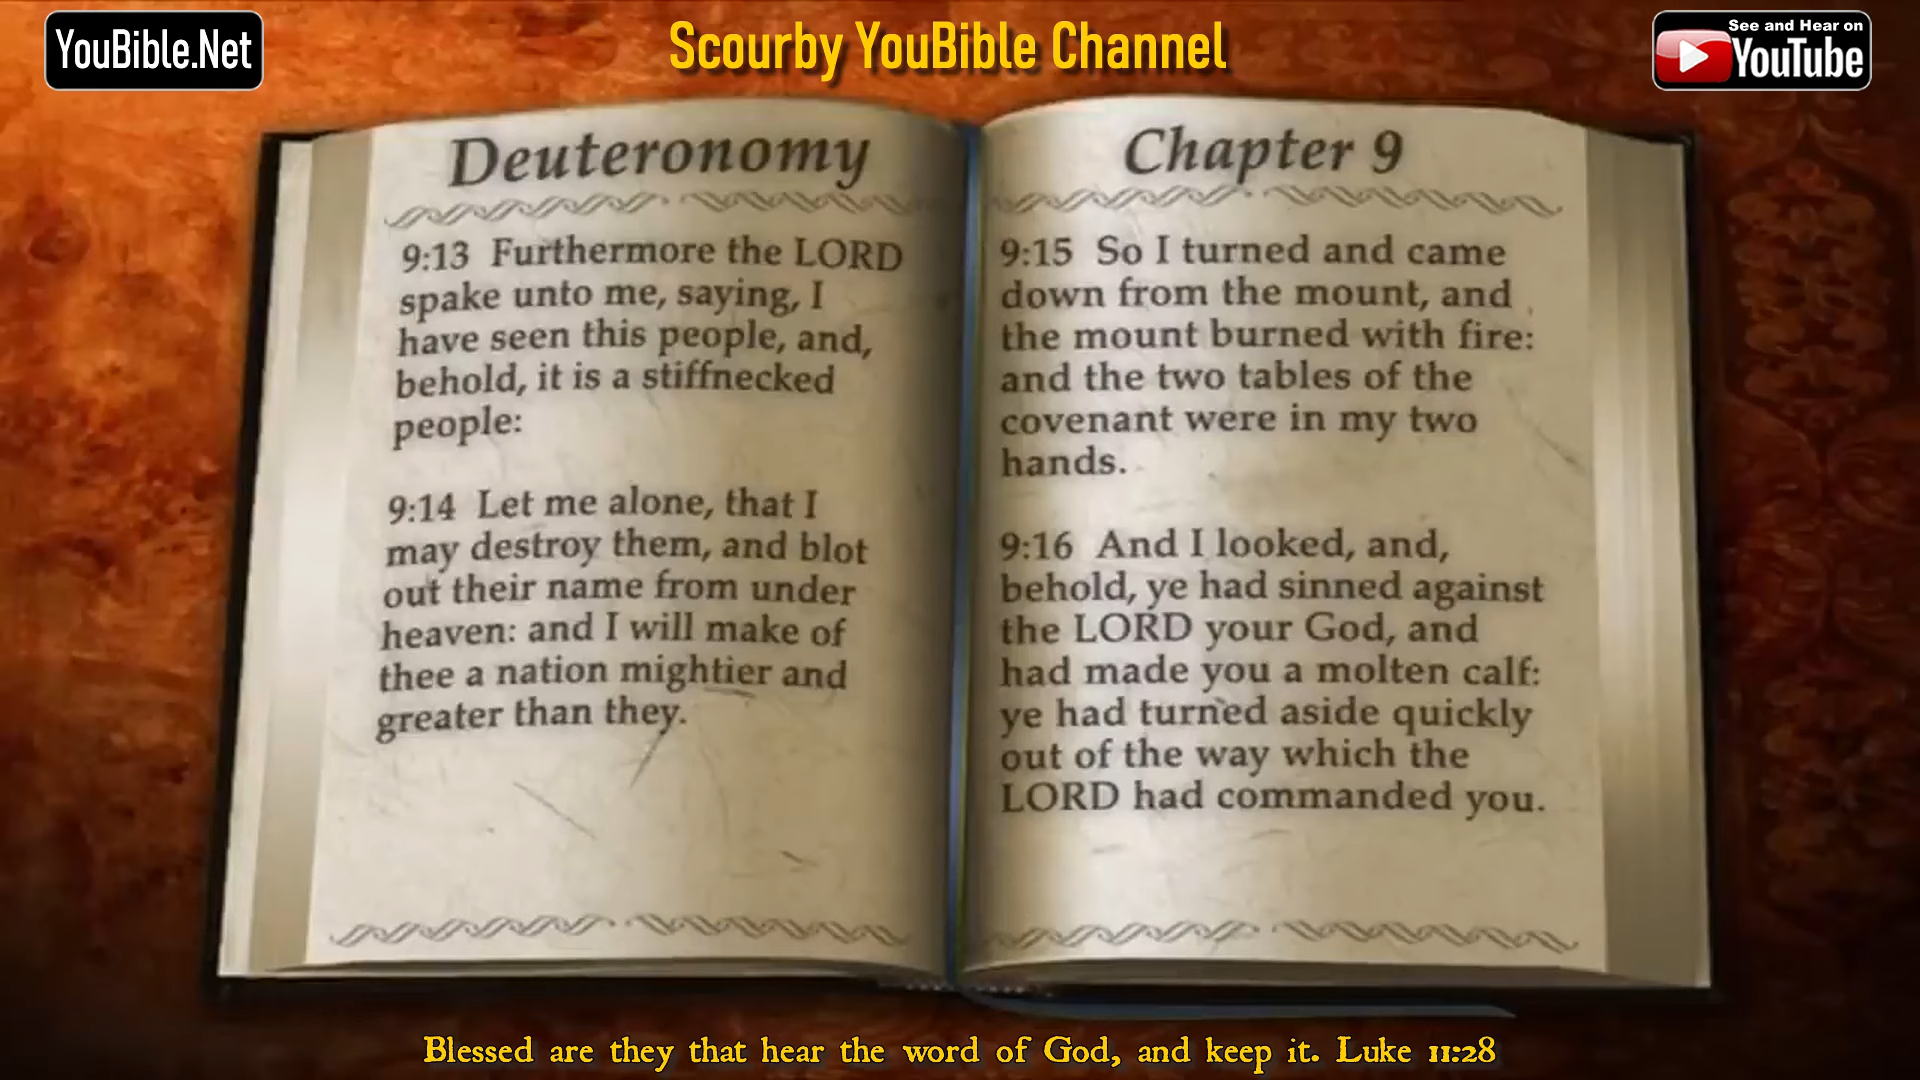 YouBible.Net
Scourby YouBible Channel
See and Hear on
YouTube
Deuteronomy
9:13 Furthermore the LORD
spake unto me, saying, I
have seen this people, and,
behold, it is a stiffnecked
people:
9:14 Let me alone, that I
may destroy them, and blot
out their name from under
heaven: and I will make of
thee a nation mightier and
greater than they.
Chapter 9
9:15 So I turned and came
down from the mount, and
the mount burned with fire:
and the two tables of the
covenant were in my two
hands.
9:16 And I looked, and,
behold, ye had sinned against
the LORD your God, and
had made you a molten calf:
ye had turned aside quickly
out of the way which the
LORD had commanded you.
Blessed are they that hear the word of God, and keep it. Luke 11:28